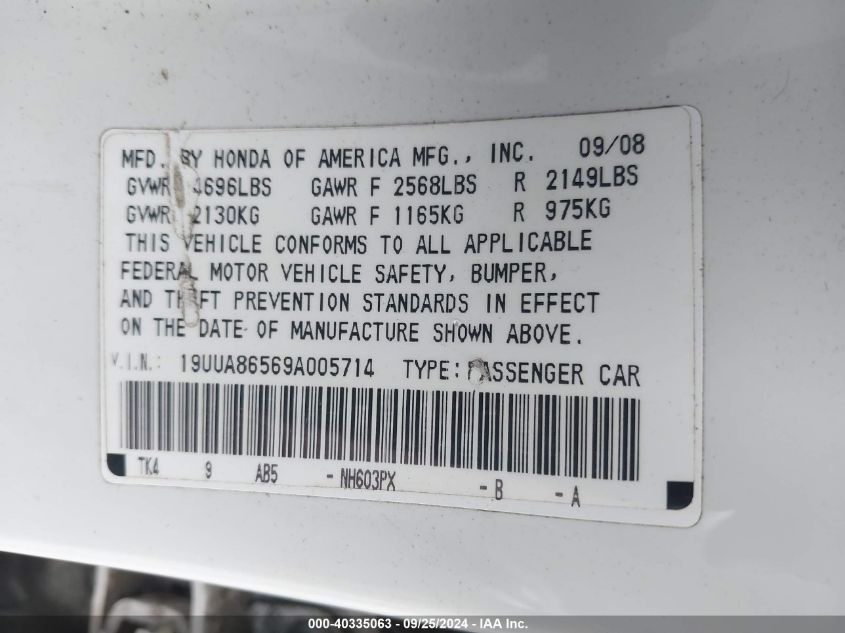 MFD. BY HONDA OF AMERICA MFG., INC. 09/08
GVWR 4696LBS GAWR F 2568LBS R 2149LBS
GVWR 2130KG GAWR F 1165KG R 975KG
THIS VEHICLE CONFORMS TO ALL APPLICABLE
FEDERAL MOTOR VEHICLE SAFETY, BUMPER,
AND THEFT PREVENTION STANDARDS IN EFFECT
ON THE DATE OF MANUFACTURE SHOWN ABOVE.
V.I.N.: 19UUA86569A005714 TYPE: PASSENGER CAR
TK4 9 AB5 - NH603PX - B - A
000-40335063 - 09/25/2024 - IAA Inc.